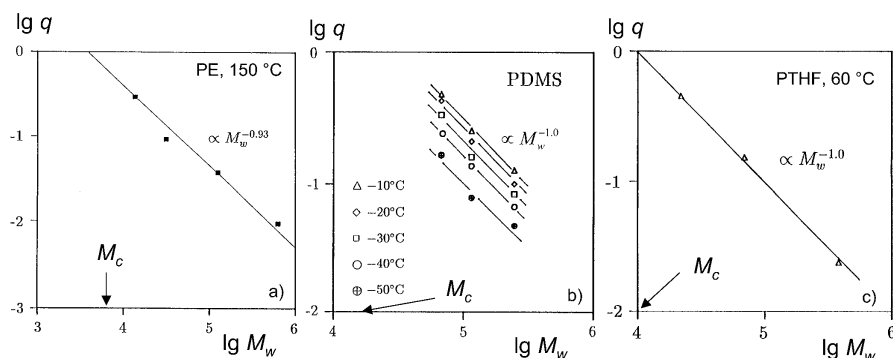 lg q
0
-1
-2
-3
PE, 150 °C
∝ M_w^{-0.93}
M_c
a)
3
4
5
6
lg M_w
lg q
0
-1
-2
PDMS
∝ M_w^{-1.0}
−10°C
−20°C
−30°C
−40°C
−50°C
M_c
b)
4
5
6
lg M_w
lg q
0
-1
-2
PTHF, 60 °C
∝ M_w^{-1.0}
M_c
c)
4
5
6
lg M_w